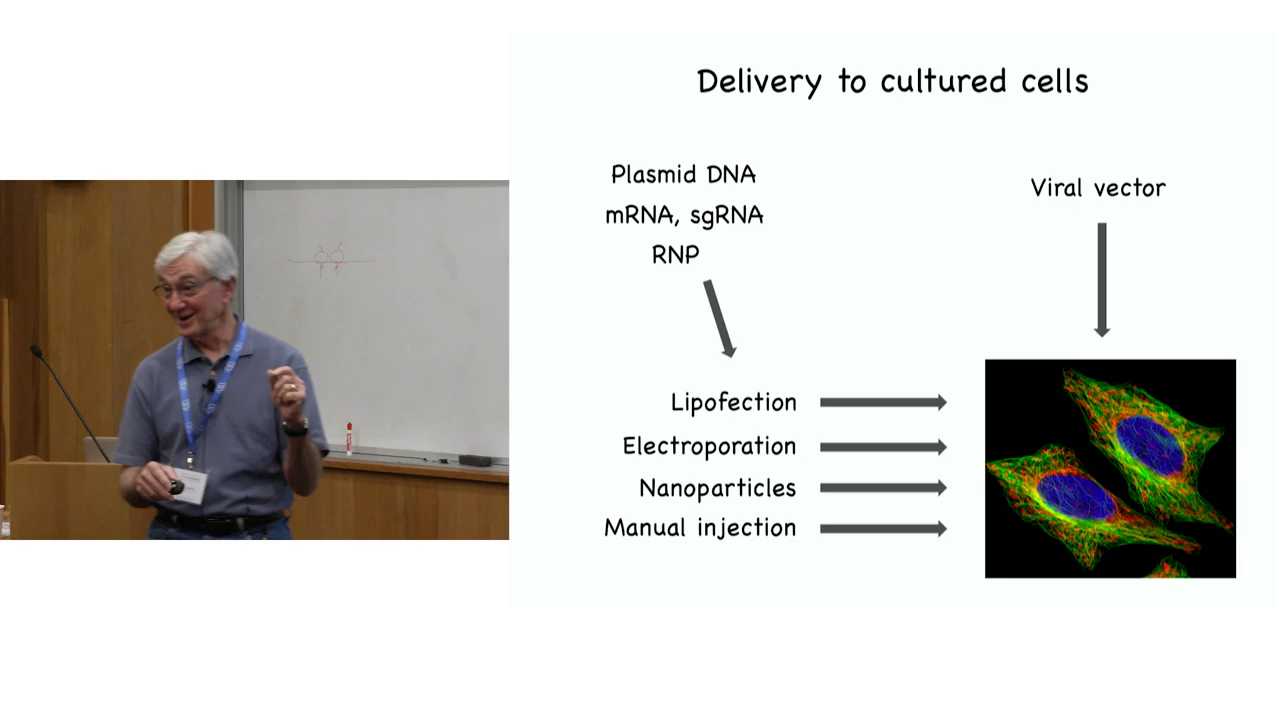 Delivery to cultured cells
Plasmid DNA
mRNA, sgRNA
RNP
Viral vector
Lipofection
Electroporation
Nanoparticles
Manual injection